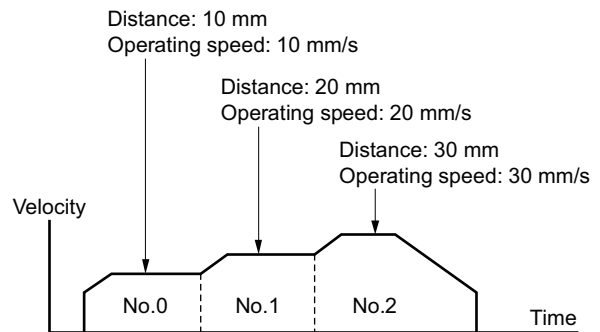 Distance: 10 mm
Operating speed: 10 mm/s
Distance: 20 mm
Operating speed: 20 mm/s
Distance: 30 mm
Operating speed: 30 mm/s
Velocity
No.0
No.1
No.2
Time